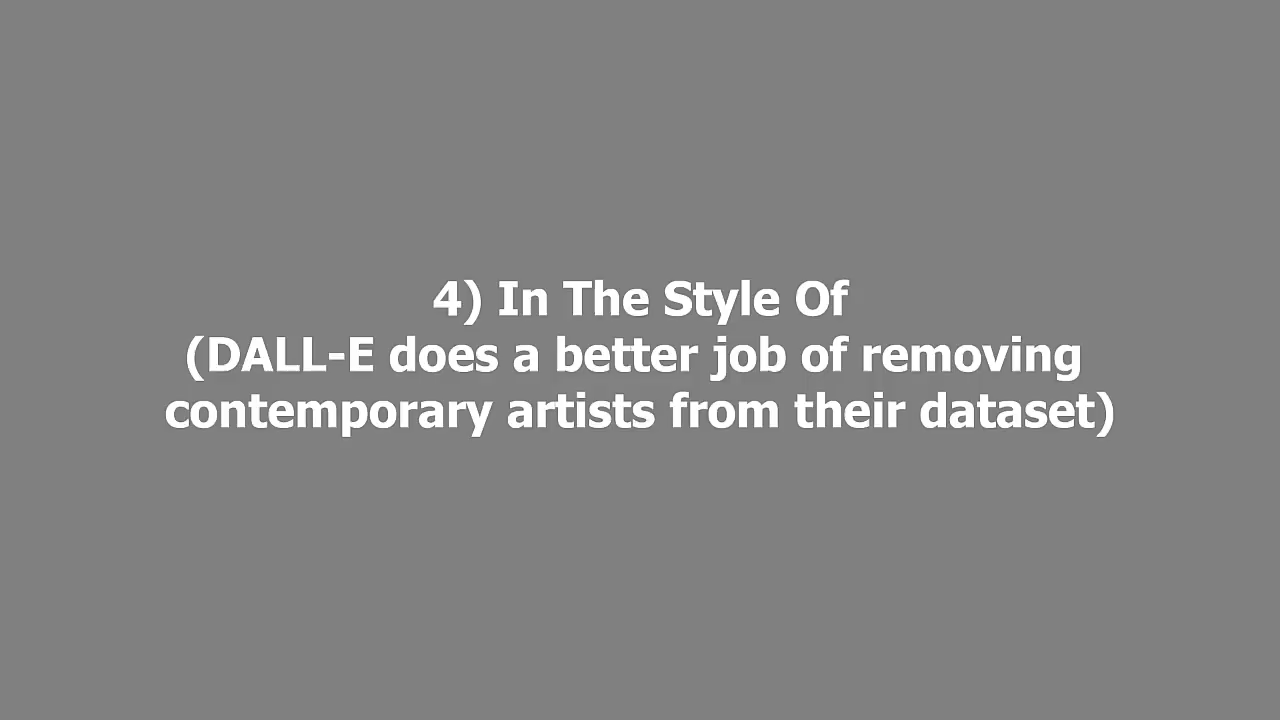 4) In The Style Of
(DALL-E does a better job of removing
contemporary artists from their dataset)